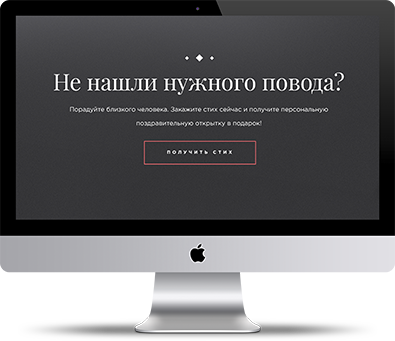 Не нашли нужного повода?
Порадуйте близкого человека. Закажите стих сейчас и получите персональную
поздравительную открытку в подарок!
ПОЛУЧИТЬ СТИХ